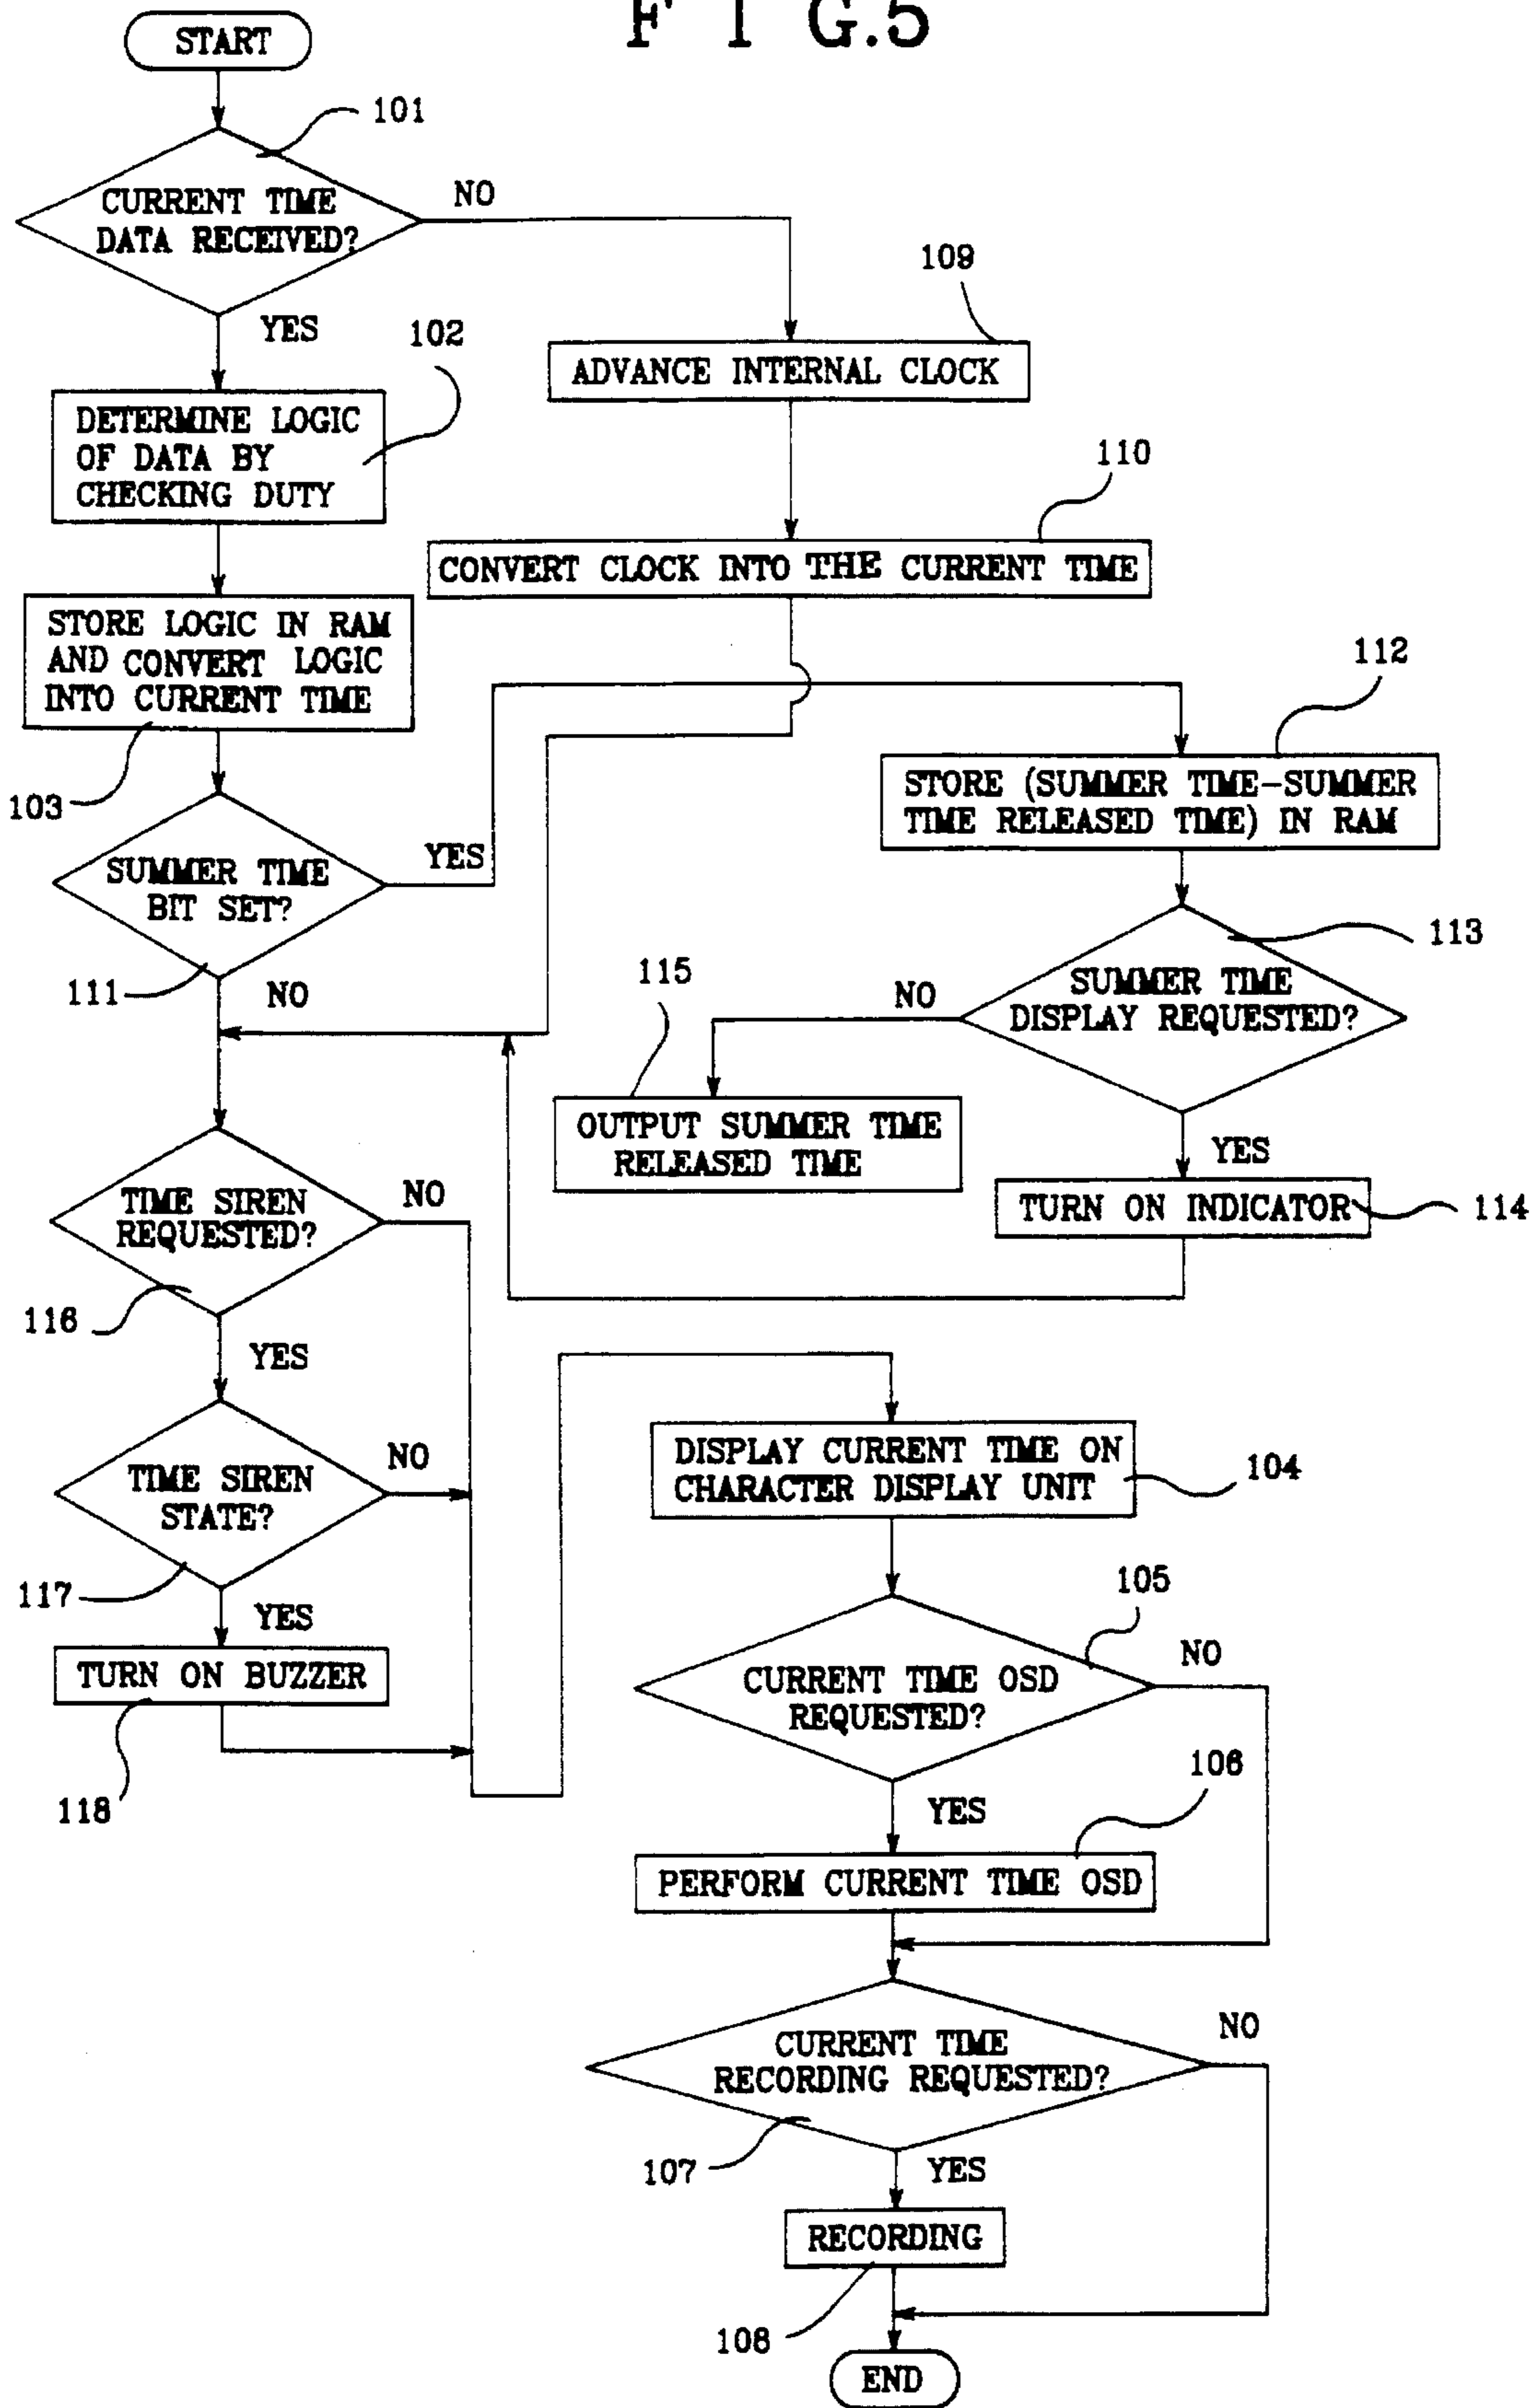 F I G.5
START
101
CURRENT TIME
DATA RECEIVED?
NO
YES
109
ADVANCE INTERNAL CLOCK
102
DETERMINE LOGIC
OF DATA BY
CHECKING DUTY
110
CONVERT CLOCK INTO THE CURRENT TIME
STORE LOGIC IN RAM
AND CONVERT LOGIC
INTO CURRENT TIME
103
112
STORE (SUMMER TIME-SUMMER
TIME RELEASED TIME) IN RAM
SUMMER TIME
BIT SET?
YES
111
NO
113
SUMMER TIME
DISPLAY REQUESTED?
NO
115
OUTPUT SUMMER TIME
RELEASED TIME
YES
TURN ON INDICATOR
114
TIME SIREN
REQUESTED?
NO
116
YES
TIME SIREN
STATE?
NO
117
YES
TURN ON BUZZER
118
DISPLAY CURRENT TIME ON
CHARACTER DISPLAY UNIT
104
105
CURRENT TIME OSD
REQUESTED?
NO
106
YES
PERFORM CURRENT TIME OSD
CURRENT TIME
RECORDING REQUESTED?
NO
107
YES
RECORDING
108
END